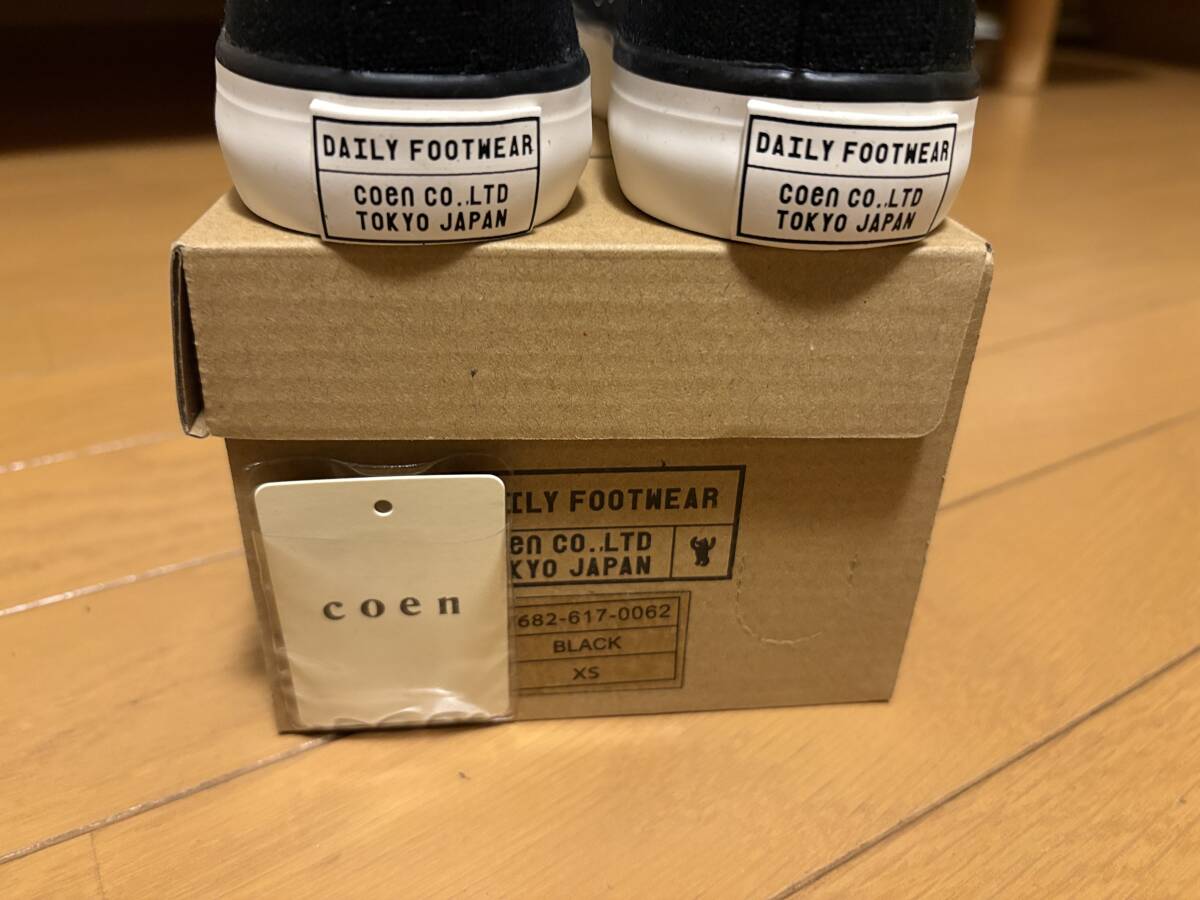 DAILY FOOTWEAR
coen co.,LTD
TOKYO JAPAN
DAILY FOOTWEAR
coen co.,LTD
TOKYO JAPAN
ILY FOOTWEAR
en co.,LTD
KYO JAPAN
coen
682-617-0062
BLACK
XS